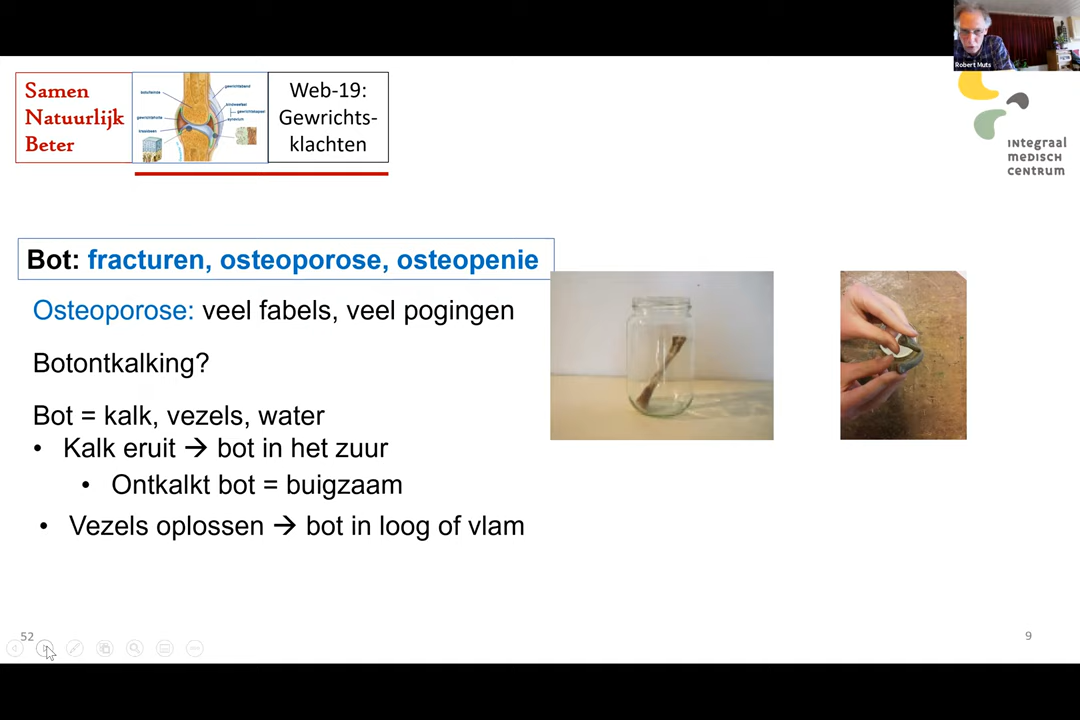 Robert Muts
Samen
Natuurlijk
Beter
Web-19:
Gewrichts-
klachten
integraal
medisch
centrum
Bot: fracturen, osteoporose, osteopenie
Osteoporose: veel fabels, veel pogingen
Botontkalking?
Bot = kalk, vezels, water
• Kalk eruit → bot in het zuur
• Ontkalkt bot = buigzaam
• Vezels oplossen → bot in loog of vlam
52
9